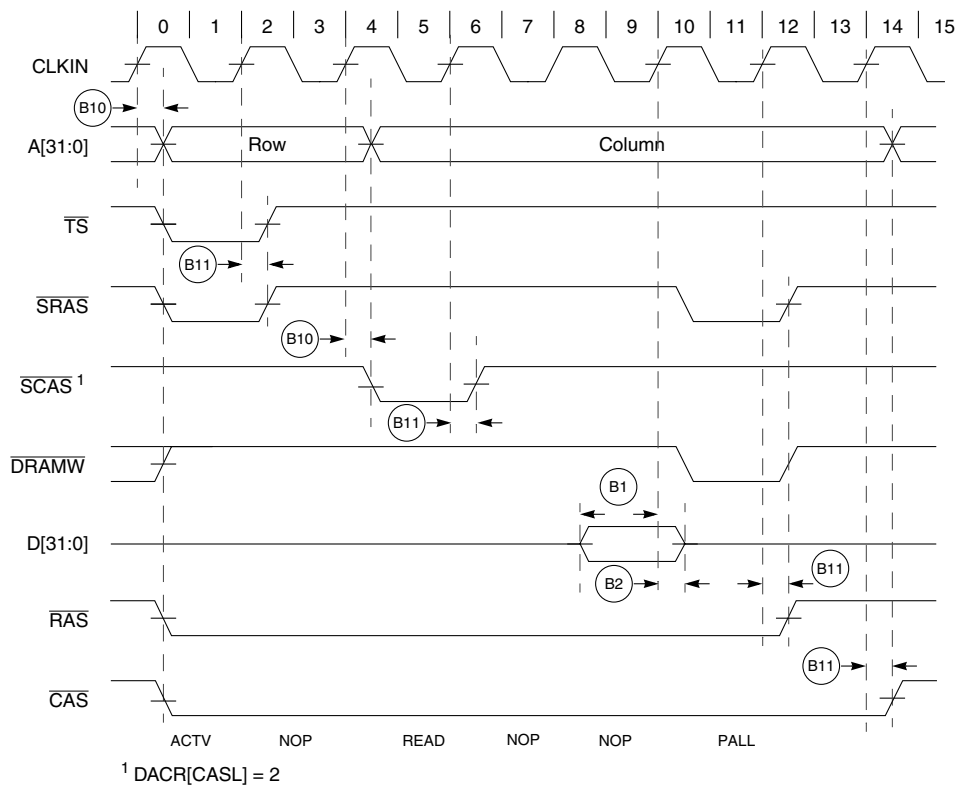 0 1 2 3 4 5 6 7 8 9 10 11 12 13 14 15
CLKIN
B10
A[31:0] Row Column
TS
B11
SRAS
B10
SCAS 1
B11
DRAMW
B1
D[31:0]
B2 B11
RAS
B11
CAS
ACTV NOP READ NOP NOP PALL
1 DACR[CASL] = 2